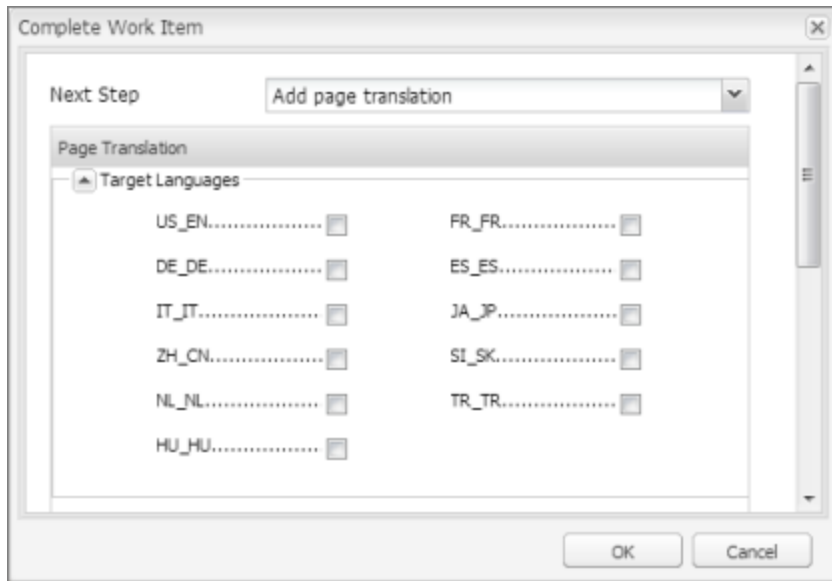 Complete Work Item
Next Step Add page translation
Page Translation
Target Languages
US_EN.................... FR_FR....................
DE_DE.................... ES_ES....................
IT_IT..................... JA_JP.....................
ZH_CN................... SI_SK....................
NL_NL.................... TR_TR....................
HU_HU...................
OK Cancel